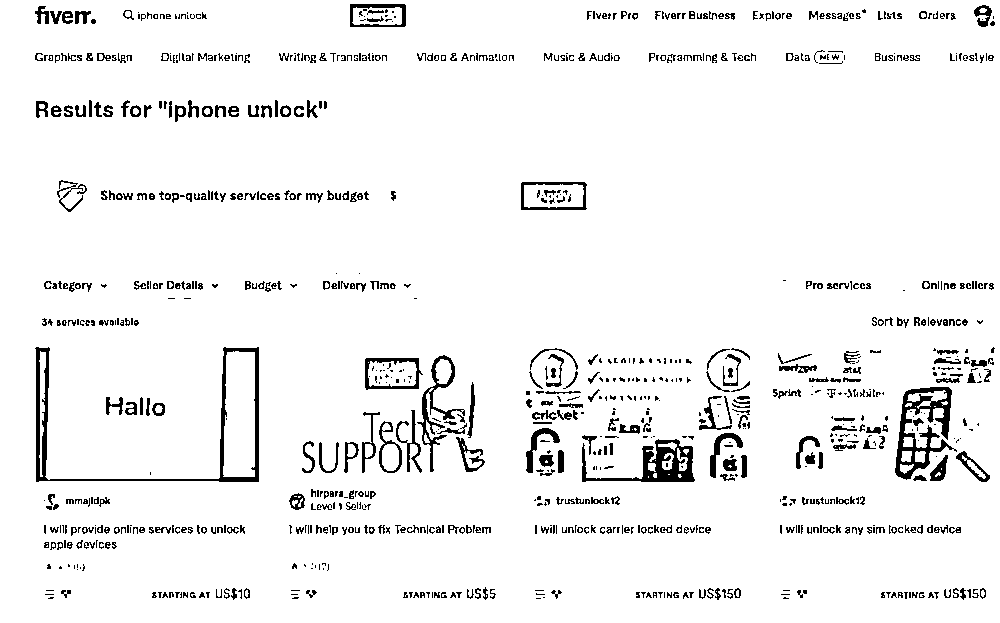 fiverr.
iphone unlock
Fiverr Pro Fiverr Business Explore Messages Lists Orders
Graphics & Design Digital Marketing Writing & Translation Video & Animation Music & Audio Programming & Tech Data NEW Business Lifestyle
Results for "iphone unlock"
Show me top-quality services for my budget $
Apply
Category Seller Details Budget Delivery Time
Pro services Online sellers
34 services available
Sort by Relevance
Hallo
Tech
SUPPORT
cricket
verizon at&t
Unlock Any Phone
Sprint T-Mobile
mmajidpk
I will provide online services to unlock
apple devices
STARTING AT US$10
hirpara_group
Level 1 Seller
I will help you to fix Technical Problem
STARTING AT US$5
trustunlock12
I will unlock carrier locked device
STARTING AT US$150
trustunlock12
I will unlock any sim locked device
STARTING AT US$150